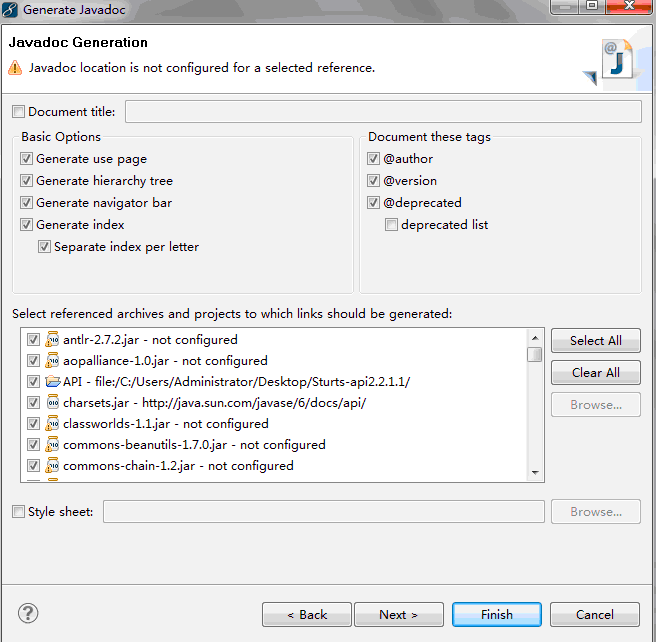 Generate Javadoc
Javadoc Generation
Javadoc location is not configured for a selected reference.
@
J
Document title:
Basic Options
Generate use page
Generate hierarchy tree
Generate navigator bar
Generate index
Separate index per letter
Document these tags
@author
@version
@deprecated
deprecated list
Select referenced archives and projects to which links should be generated:
antlr-2.7.2.jar - not configured
aopalliance-1.0.jar - not configured
API - file:/C:/Users/Administrator/Desktop/Sturts-api2.2.1.1/
charsets.jar - http://java.sun.com/javase/6/docs/api/
classworlds-1.1.jar - not configured
commons-beanutils-1.7.0.jar - not configured
commons-chain-1.2.jar - not configured
Select All
Clear All
Browse...
Style sheet:
Browse...
?
< Back
Next >
Finish
Cancel